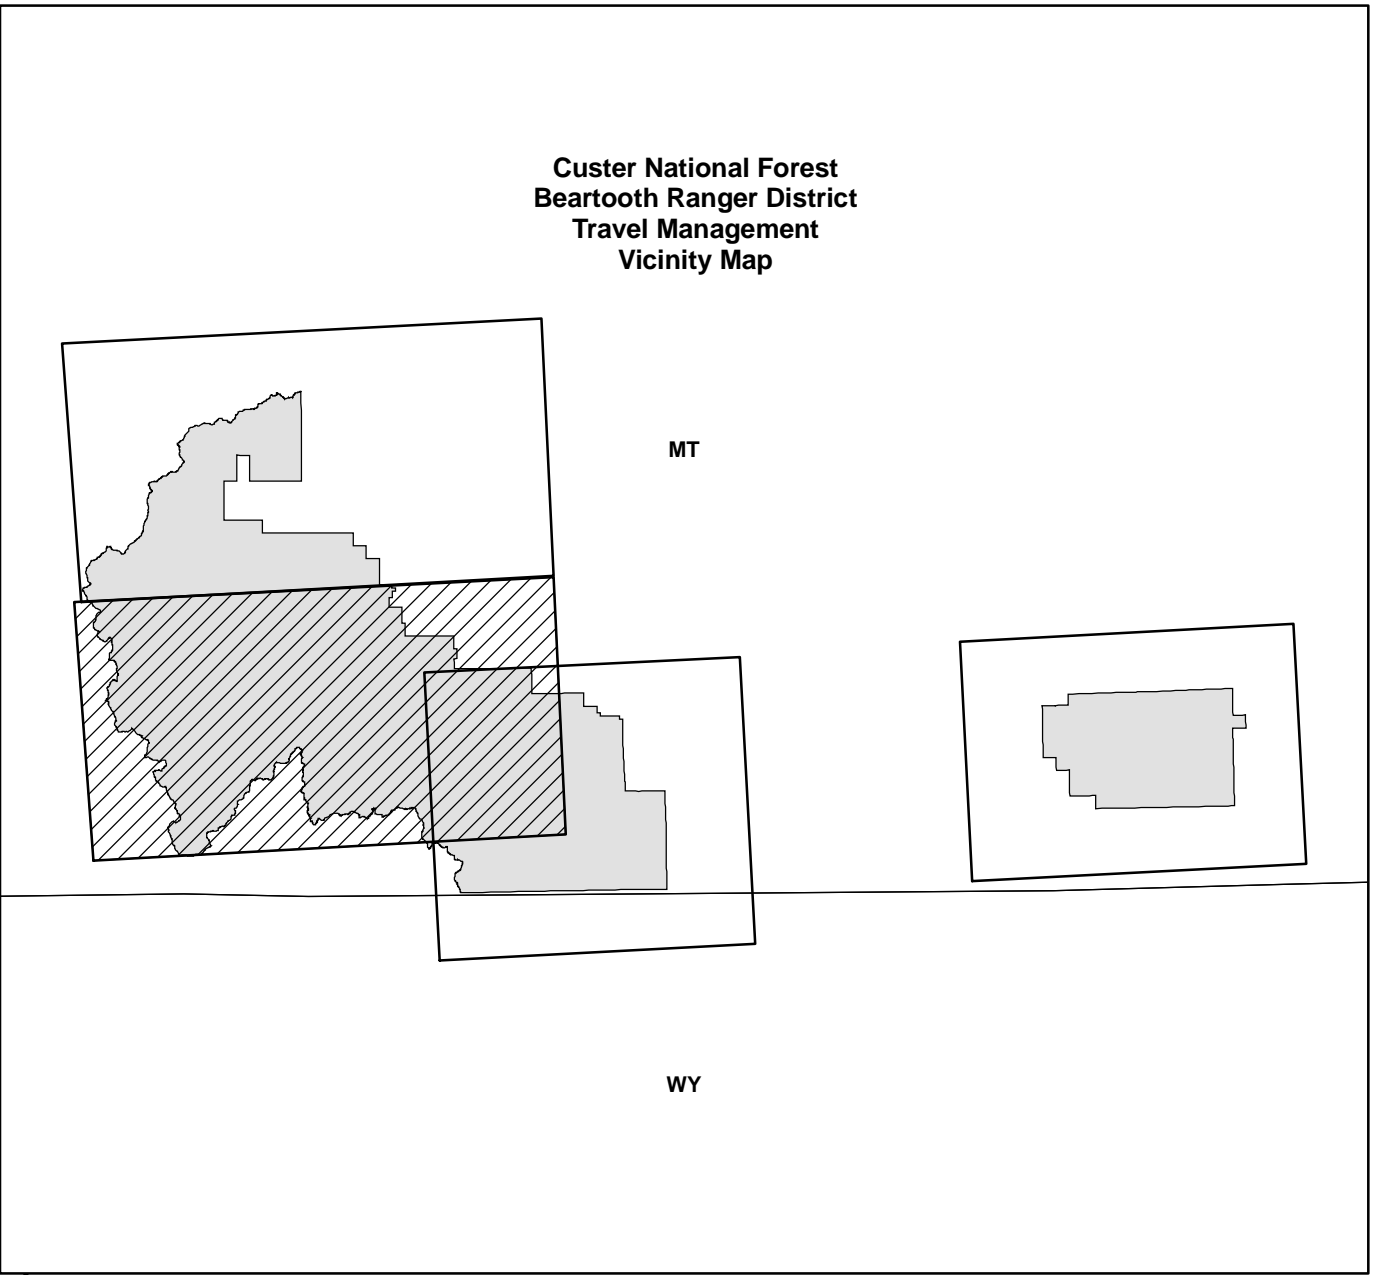 Custer National Forest
Beartooth Ranger District
Travel Management
Vicinity Map
MT
WY